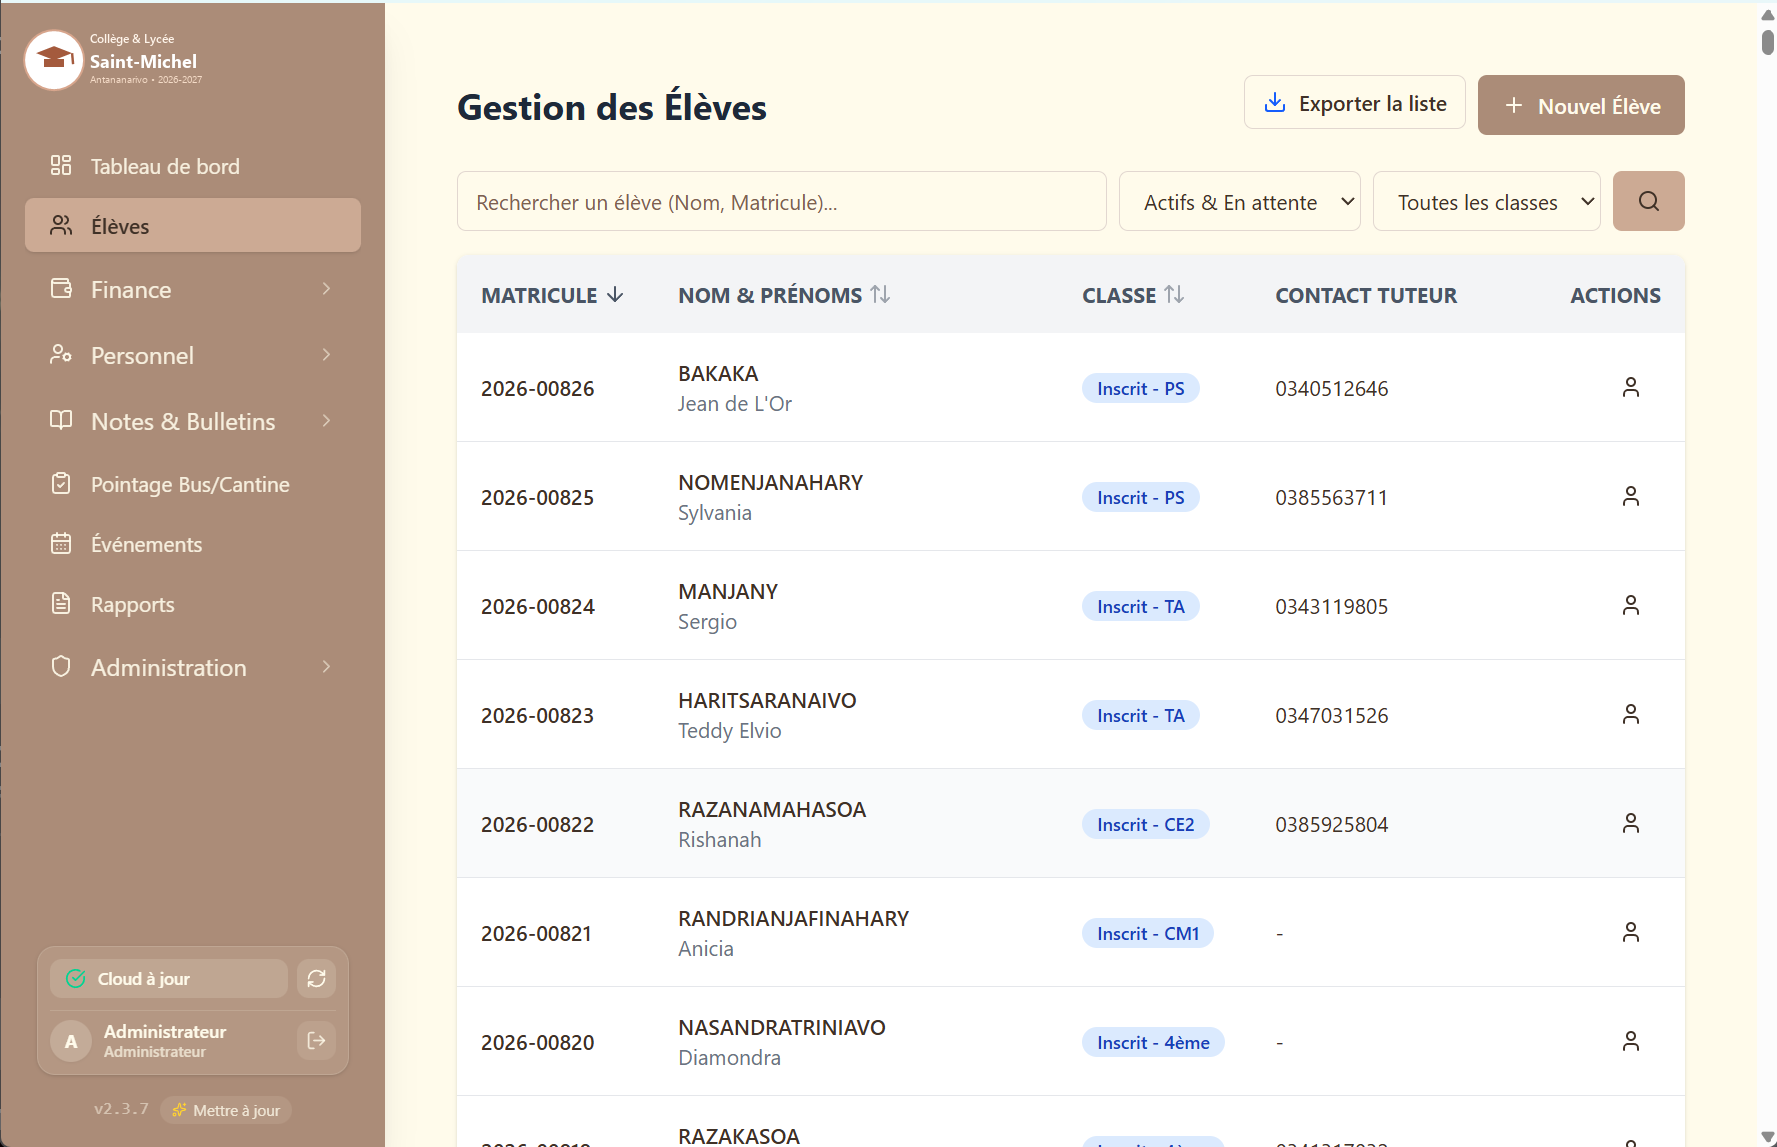 Collège & Lycée
Saint-Michel
Antananarivo • 2026-2027
Tableau de bord
Élèves
Finance
Personnel
Notes & Bulletins
Pointage Bus/Cantine
Événements
Rapports
Administration
Cloud à jour
A
Administrateur
Administrateur
v2.3.7
Mettre à jour
Gestion des Élèves
Exporter la liste
Nouvel Élève
Rechercher un élève (Nom, Matricule)...
Actifs & En attente
Toutes les classes
MATRICULE NOM & PRÉNOMS CLASSE CONTACT TUTEUR ACTIONS
2026-00826 BAKAKA Inscrit - PS 0340512646
Jean de L'Or
2026-00825 NOMENJANAHARY Inscrit - PS 0385563711
Sylvania
2026-00824 MANJANY Inscrit - TA 0343119805
Sergio
2026-00823 HARITSARANAIVO Inscrit - TA 0347031526
Teddy Elvio
2026-00822 RAZANAMAHASOA Inscrit - CE2 0385925804
Rishanah
2026-00821 RANDRIANJAFINAHARY Inscrit - CM1 -
Anicia
2026-00820 NASANDRATRINIAVO Inscrit - 4ème -
Diamondra
RAZAKASOA